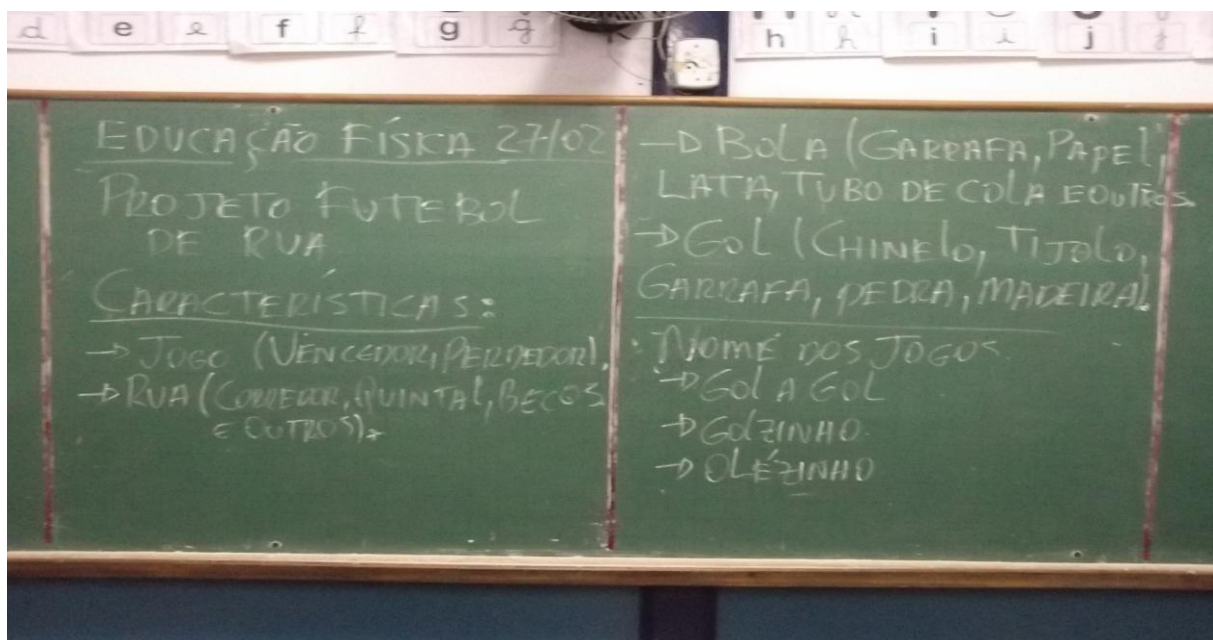 d e e f f g g h h i i j j
EDUCAÇÃO FÍSICA 27/02
PROJETO FUTEBOL
DE RUA
CARACTERÍSTICAS:
→ JOGO (VENCEDOR, PERDEDOR).
→ RUA (CORREDOR, QUINTAL, BECOS
E OUTROS).
→ BOLA (GARRAFA, PAPEL,
LATA, TUBO DE COLA E OUTROS.
→ GOL (CHINELO, TIJOLO,
GARRAFA, PEDRA, MADEIRA).
NOME DOS JOGOS
→ GOL A GOL
→ GOLZINHO.
→ OLÉZINHO